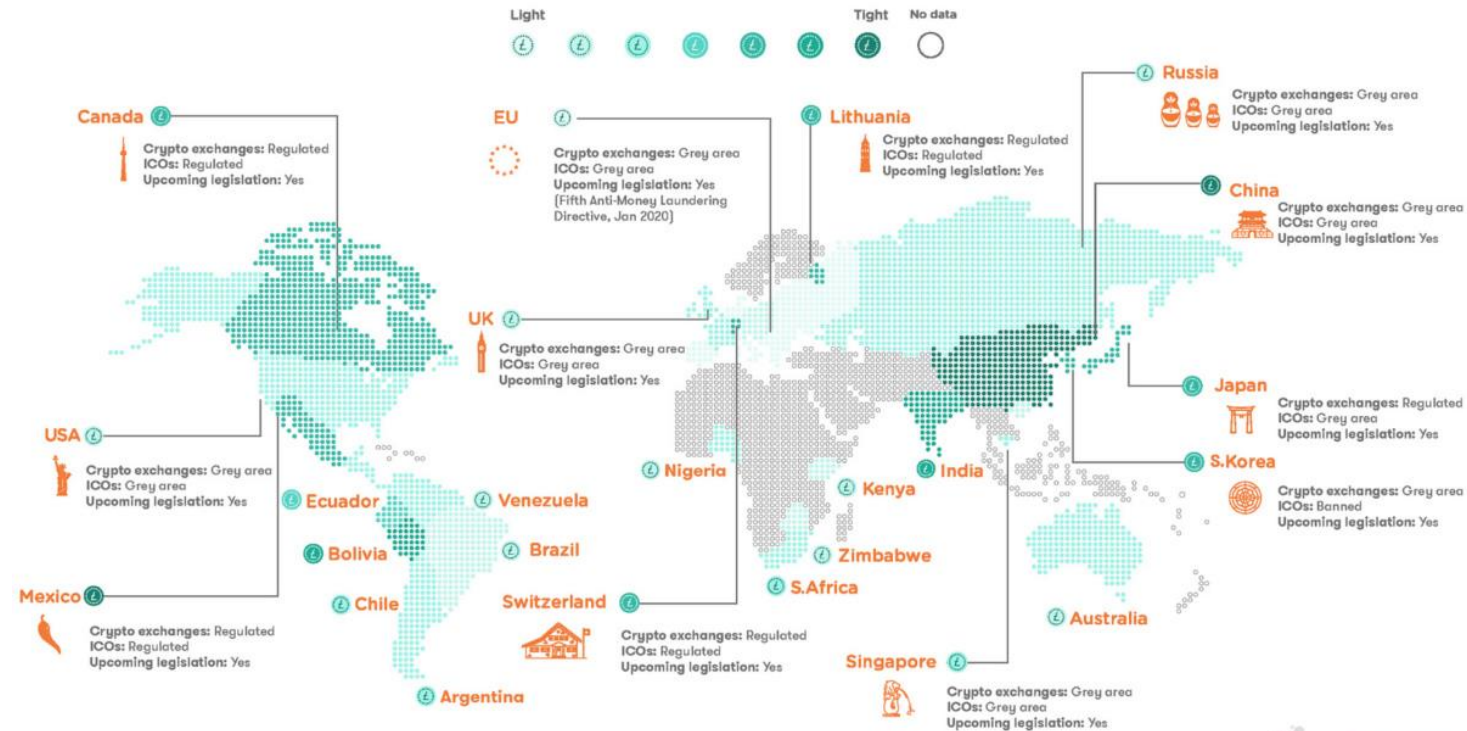 Light Tight No data
Canada
Crypto exchanges: Regulated
ICOs: Regulated
Upcoming legislation: Yes
EU
Crypto exchanges: Grey area
ICOs: Grey area
Upcoming legislation: Yes
(Fifth Anti-Money Laundering
Directive, Jan 2020)
Lithuania
Crypto exchanges: Regulated
ICOs: Regulated
Upcoming legislation: Yes
Russia
Crypto exchanges: Grey area
ICOs: Grey area
Upcoming legislation: Yes
China
Crypto exchanges: Grey area
ICOs: Grey area
Upcoming legislation: Yes
UK
Crypto exchanges: Grey area
ICOs: Grey area
Upcoming legislation: Yes
Japan
Crypto exchanges: Regulated
ICOs: Grey area
Upcoming legislation: Yes
USA
Crypto exchanges: Grey area
ICOs: Grey area
Upcoming legislation: Yes
S.Korea
Crypto exchanges: Grey area
ICOs: Banned
Upcoming legislation: Yes
Nigeria
India
Kenya
Ecuador
Venezuela
Bolivia
Brazil
Zimbabwe
S.Africa
Chile
Mexico
Crypto exchanges: Regulated
ICOs: Regulated
Upcoming legislation: Yes
Switzerland
Crypto exchanges: Regulated
ICOs: Regulated
Upcoming legislation: Yes
Australia
Singapore
Crypto exchanges: Grey area
ICOs: Grey area
Upcoming legislation: Yes
Argentina